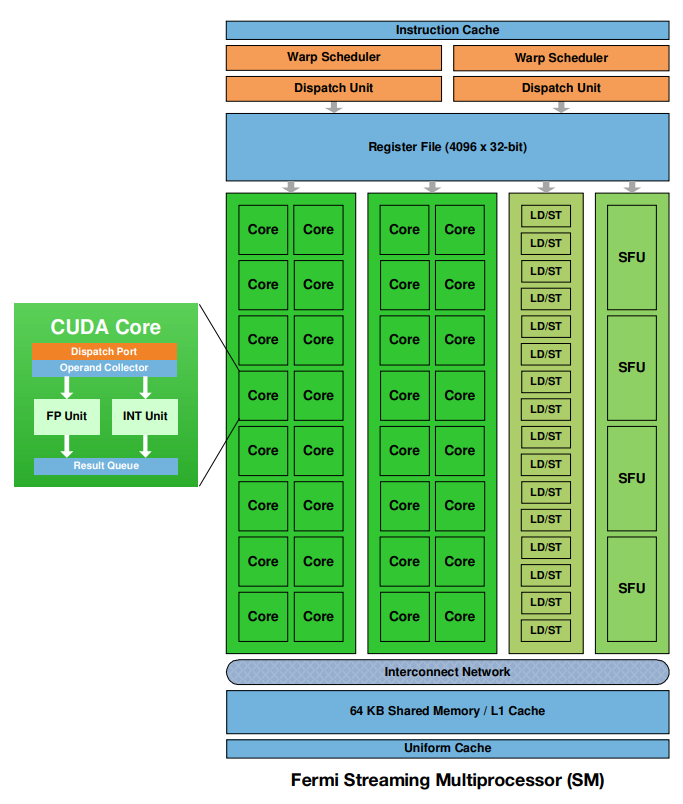 Instruction Cache
Warp Scheduler Warp Scheduler
Dispatch Unit Dispatch Unit
Register File (4096 x 32-bit)
Core Core Core Core LD/ST
LD/ST
SFU
Core Core Core Core LD/ST
LD/ST
Core Core Core Core LD/ST
LD/ST
SFU
Core Core Core Core LD/ST
LD/ST
Core Core Core Core LD/ST
LD/ST
SFU
Core Core Core Core LD/ST
LD/ST
Core Core Core Core LD/ST
LD/ST
SFU
Core Core Core Core LD/ST
LD/ST
CUDA Core
Dispatch Port
Operand Collector
FP Unit INT Unit
Result Queue
Interconnect Network
64 KB Shared Memory / L1 Cache
Uniform Cache
Fermi Streaming Multiprocessor (SM)